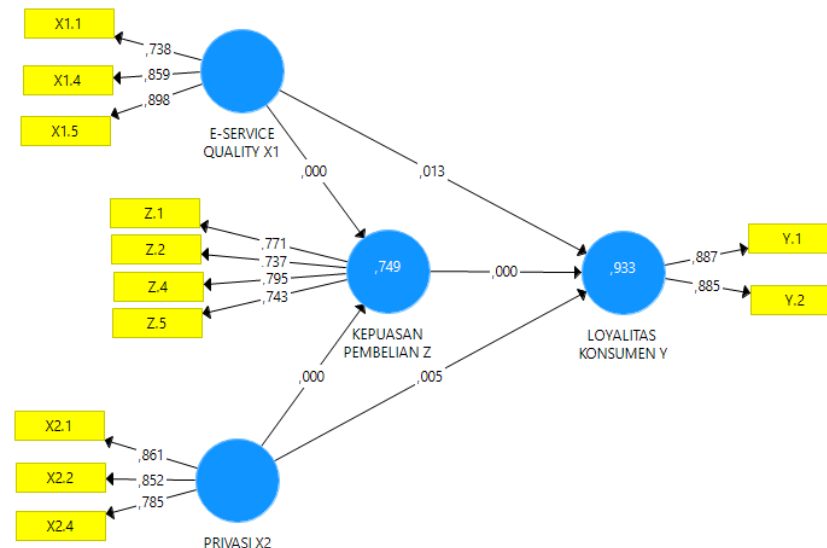 X1.1
X1.4
X1.5
,738
,859
,898
E-SERVICE
QUALITY X1
,000
,013
Z.1
Z.2
Z.4
Z.5
,771
,737
,795
,743
,749
KEPUASAN
PEMBELIAN Z
,000
,933
LOYALITAS
KONSUMEN Y
,887
,885
Y.1
Y.2
,000
,005
X2.1
X2.2
X2.4
,861
,852
,785
PRIVASI X2